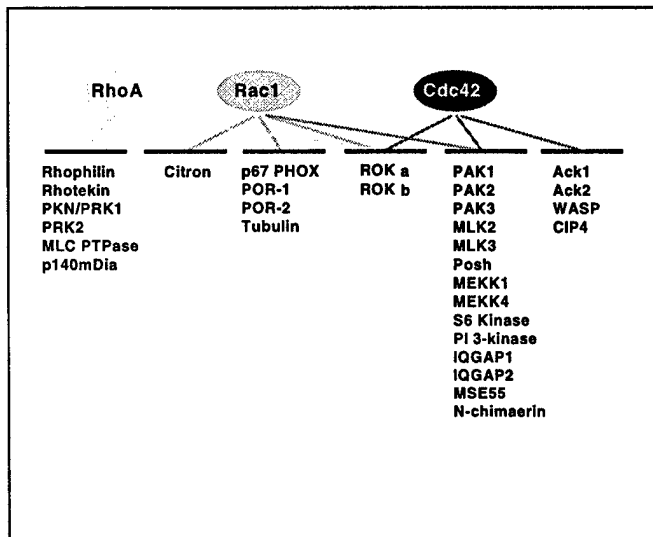 RhoA
Rac1
Cdc42
Rhophilin
Rhotekin
PKN/PRK1
PRK2
MLC PTPase
p140mDia
Citron
p67 PHOX
POR-1
POR-2
Tubulin
ROK a
ROK b
PAK1
PAK2
PAK3
MLK2
MLK3
Posh
MEKK1
MEKK4
S6 Kinase
PI 3-kinase
IQGAP1
IQGAP2
MSE55
N-chimaerin
Ack1
Ack2
WASP
CIP4